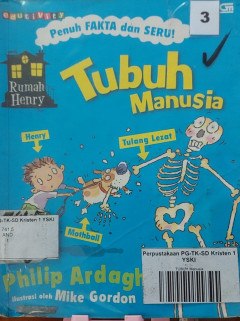 Penuh FAKTA dan SERU!
3
Rumah
Henry
Tubuh
Manusia
Henry
Tulang Lezat
Mothball
Perpustakaan PG-TK-SD Kristen 1
YSKI
Philip Ardagh
Ilustrasi oleh Mike Gordon